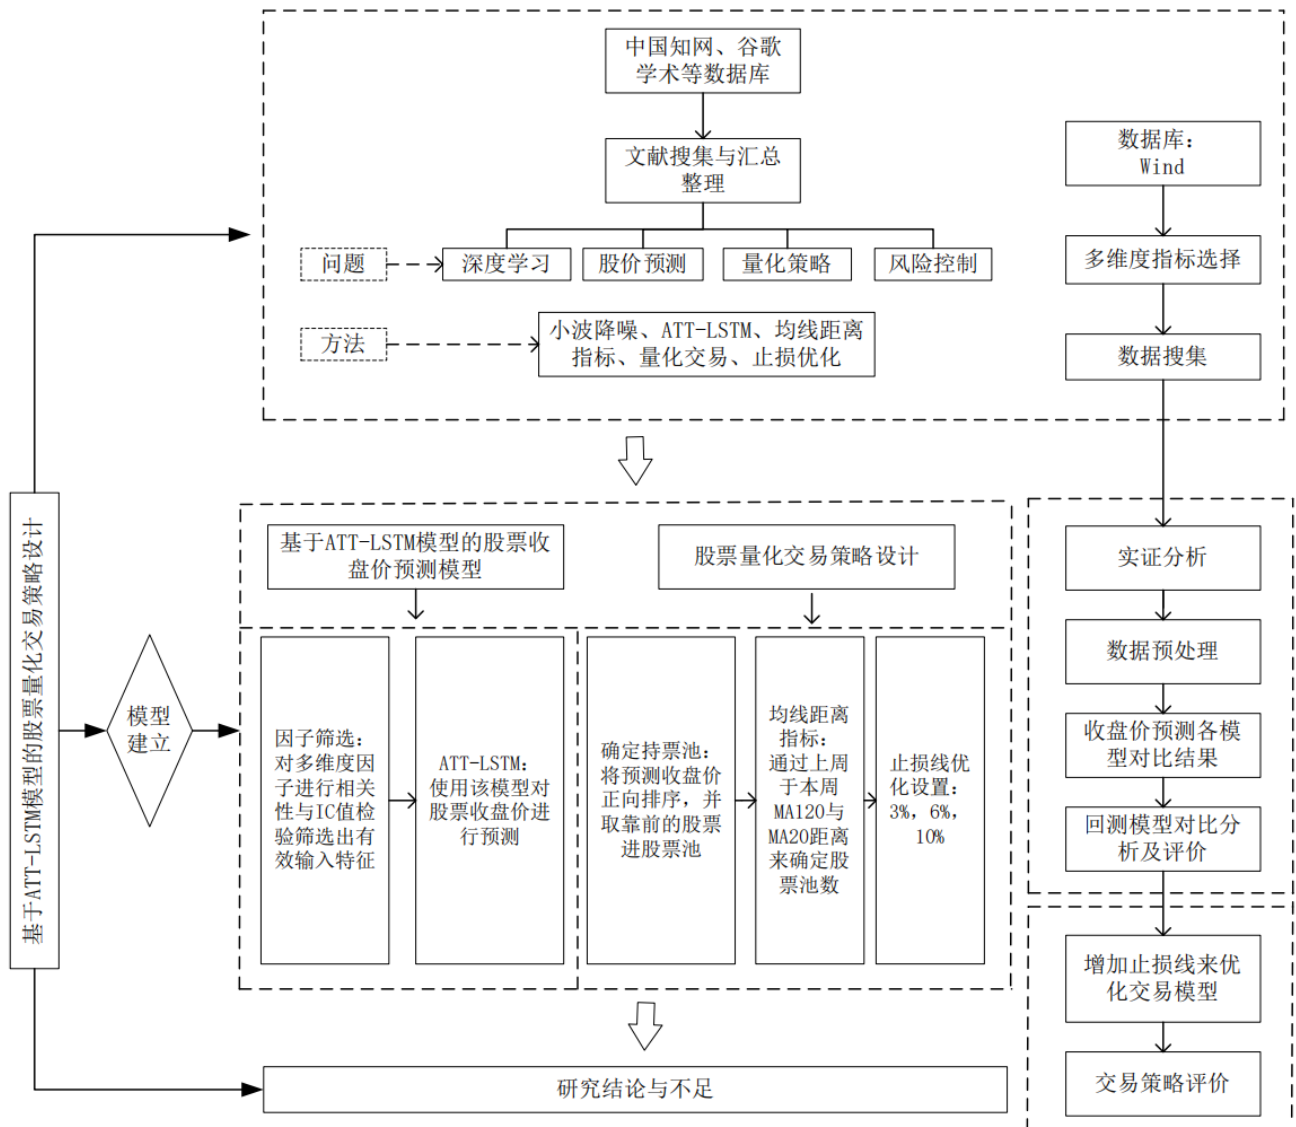 中国知网、谷歌
学术等数据库
文献搜集与汇总
整理
问题
深度学习
股价预测
量化策略
风险控制
方法
小波降噪、ATT-LSTM、均线距离
指标、量化交易、止损优化
数据库：
Wind
多维度指标选择
数据搜集
基于ATT-LSTM模型的股票量化交易策略设计
模型
建立
基于ATT-LSTM模型的股票收
盘价预测模型
股票量化交易策略设计
因子筛选：
对多维度因
子进行相关
性与IC值检
验筛选出有
效输入特征
ATT-LSTM：
使用该模型对
股票收盘价进
行预测
确定持票池：
将预测收盘价
正向排序，并
取靠前的股票
进股票池
均线距离
指标：
通过上周
于本周
MA120与
MA20距离
来确定股
票池数
止损线优
化设置：
3%，6%，
10%
实证分析
数据预处理
收盘价预测各模
型对比结果
回测模型对比分
析及评价
增加止损线来优
化交易模型
交易策略评价
研究结论与不足